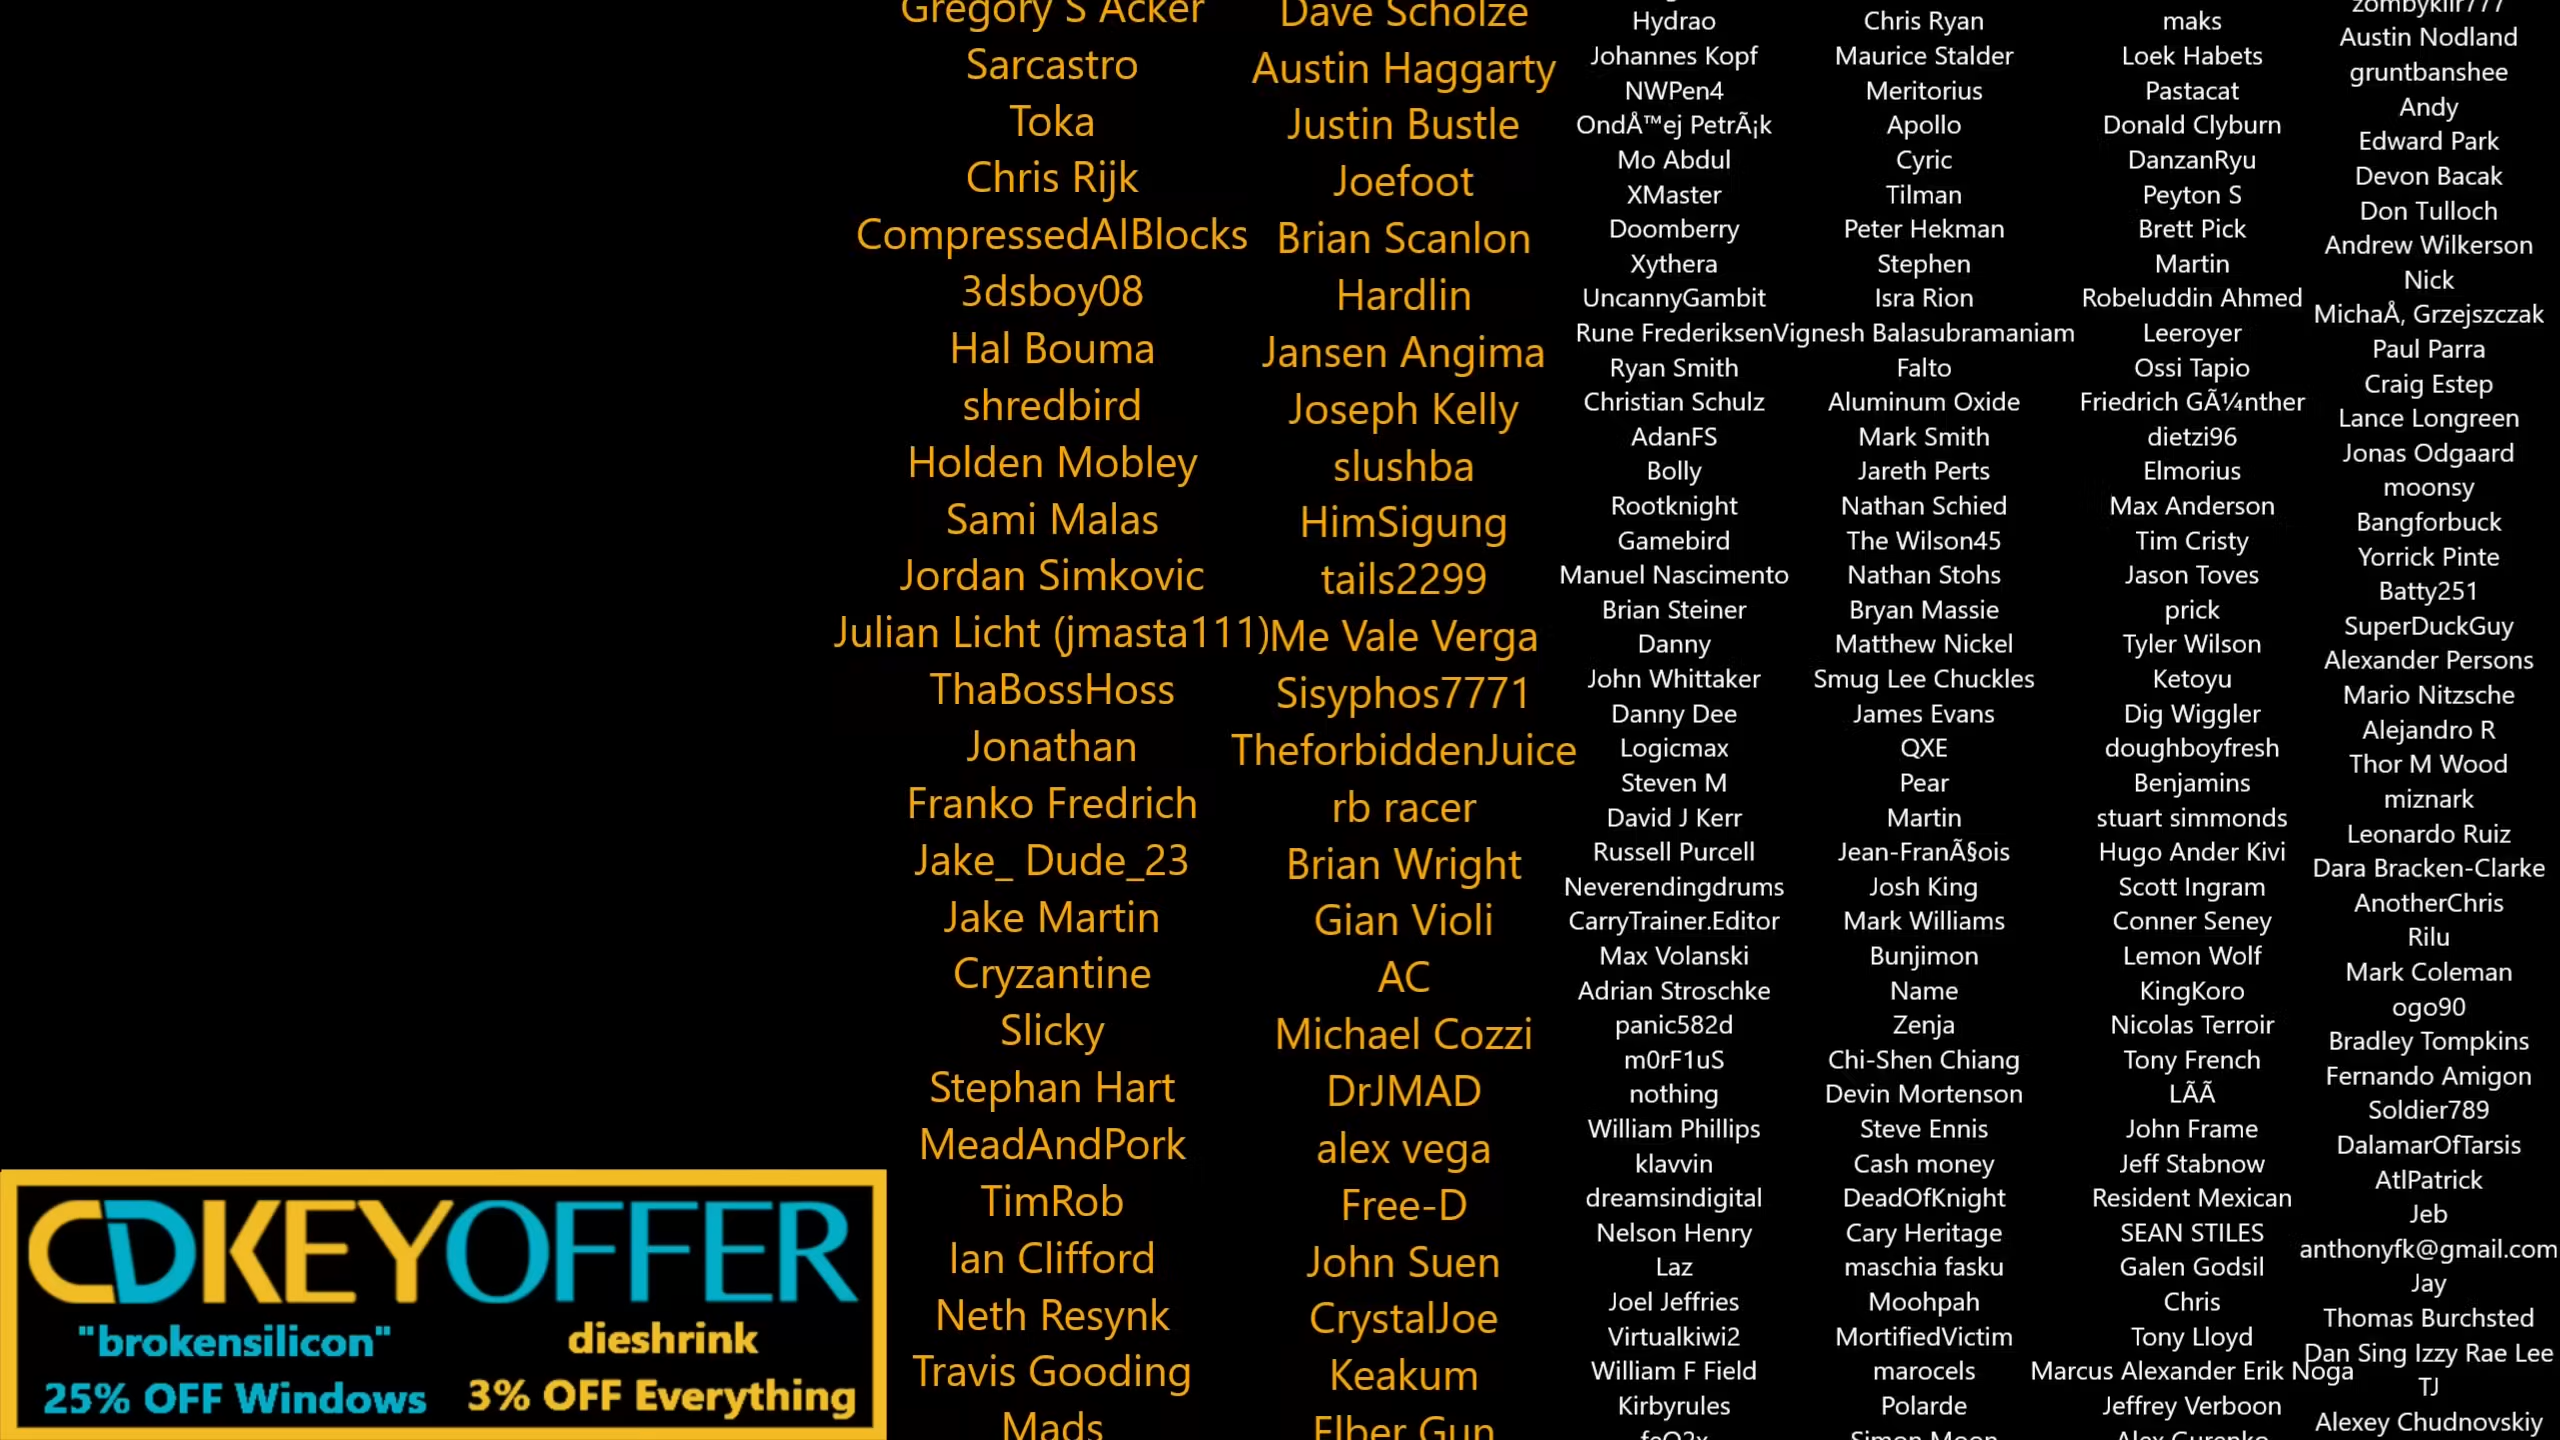 Gregory S Acker
Sarcastro
Toka
Chris Rijk
CompressedAIBlocks
3dsboy08
Hal Bouma
shredbird
Holden Mobley
Sami Malas
Jordan Simkovic
Julian Licht (jmasta111)
ThaBossHoss
Jonathan
Franko Fredrich
Jake_ Dude_23
Jake Martin
Cryzantine
Slicky
Stephan Hart
MeadAndPork
TimRob
Ian Clifford
Neth Resynk
Travis Gooding
Mads
Dave Scholze
Austin Haggarty
Justin Bustle
Joefoot
Brian Scanlon
Hardlin
Jansen Angima
Joseph Kelly
slushba
HimSigung
tails2299
Me Vale Verga
Sisyphos7771
TheforbiddenJuice
rb racer
Brian Wright
Gian Violi
AC
Michael Cozzi
DrJMAD
alex vega
Free-D
John Suen
CrystalJoe
Keakum
Elber Gun
Hydrao
Johannes Kopf
NWPen4
OndÅ™ej PetrÃ¡k
Mo Abdul
XMaster
Doomberry
Xythera
UncannyGambit
Rune Frederiksen
Ryan Smith
Christian Schulz
AdanFS
Bolly
Rootknight
Gamebird
Manuel Nascimento
Brian Steiner
Danny
John Whittaker
Danny Dee
Logicmax
Steven M
David J Kerr
Russell Purcell
Neverendingdrums
CarryTrainer.Editor
Max Volanski
Adrian Stroschke
panic582d
m0rF1uS
nothing
William Phillips
klavvin
dreamsindigital
Nelson Henry
Laz
Joel Jeffries
Virtualkiwi2
William F Field
Kirbyrules
Chris Ryan
Maurice Stalder
Meritorius
Apollo
Cyric
Tilman
Peter Hekman
Stephen
Isra Rion
Vignesh Balasubramaniam
Falto
Aluminum Oxide
Mark Smith
Jareth Perts
Nathan Schied
The Wilson45
Nathan Stohs
Bryan Massie
Matthew Nickel
Smug Lee Chuckles
James Evans
QXE
Pear
Martin
Jean-FranÃ§ois
Josh King
Mark Williams
Bunjimon
Name
Zenja
Chi-Shen Chiang
Devin Mortenson
Steve Ennis
Cash money
DeadOfKnight
Cary Heritage
maschia fasku
Moohpah
MortifiedVictim
marocels
Polarde
Simon Moon
maks
Loek Habets
Pastacat
Donald Clyburn
DanzanRyu
Peyton S
Brett Pick
Martin
Robeluddin Ahmed
Leeroyer
Ossi Tapio
Friedrich GÃ¼nther
dietzi96
Elmorius
Max Anderson
Tim Cristy
Jason Toves
prick
Tyler Wilson
Ketoyu
Dig Wiggler
doughboyfresh
Benjamins
stuart simmonds
Hugo Ander Kivi
Scott Ingram
Conner Seney
Lemon Wolf
KingKoro
Nicolas Terroir
Tony French
LÃÃ
John Frame
Jeff Stabnow
Resident Mexican
SEAN STILES
Galen Godsil
Chris
Tony Lloyd
Marcus Alexander Erik Noga
Jeffrey Verboon
Alex Gurenko
zombykllr777
Austin Nodland
gruntbanshee
Andy
Edward Park
Devon Bacak
Don Tulloch
Andrew Wilkerson
Nick
MichaÅ‚ Grzejszczak
Paul Parra
Craig Estep
Lance Longreen
Jonas Odgaard
moonsy
Bangforbuck
Yorrick Pinte
Batty251
SuperDuckGuy
Alexander Persons
Mario Nitzsche
Alejandro R
Thor M Wood
miznark
Leonardo Ruiz
Dara Bracken-Clarke
AnotherChris
Rilu
Mark Coleman
ogo90
Bradley Tompkins
Fernando Amigon
Soldier789
DalamarOfTarsis
AtlPatrick
Jeb
anthonyfk@gmail.com
Jay
Thomas Burchsted
Dan Sing Izzy Rae Lee
TJ
Alexey Chudnovskiy
CDKEYOFFER
"brokensilicon"
25% OFF Windows
dieshrink
3% OFF Everything